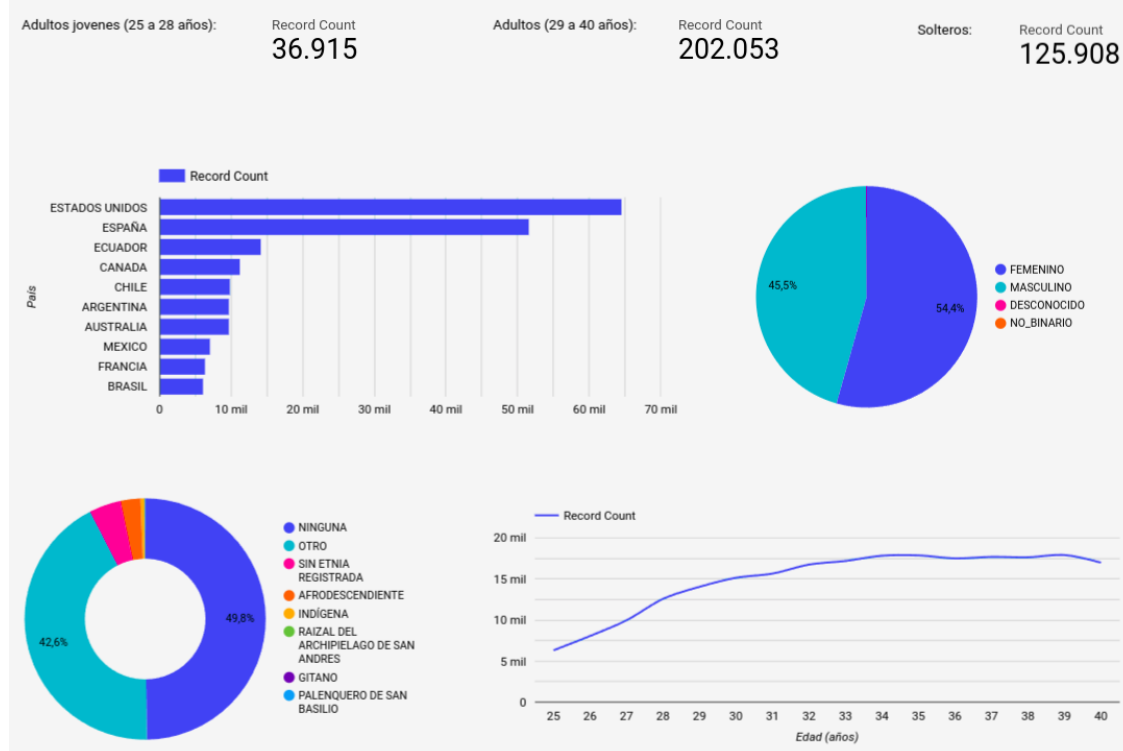 Adultos jovenes (25 a 28 años):
Record Count
36.915
Adultos (29 a 40 años):
Record Count
202.053
Solteros:
Record Count
125.908
Record Count
País
ESTADOS UNIDOS
ESPAÑA
ECUADOR
CANADA
CHILE
ARGENTINA
AUSTRALIA
MEXICO
FRANCIA
BRASIL
0 10 mil 20 mil 30 mil 40 mil 50 mil 60 mil 70 mil
45,5%
54,4%
FEMENINO
MASCULINO
DESCONOCIDO
NO_BINARIO
42,6%
49,8%
NINGUNA
OTRO
SIN ETNIA
REGISTRADA
AFRODESCENDIENTE
INDÍGENA
RAIZAL DEL
ARCHIPIELAGO DE SAN
ANDRES
GITANO
PALENQUERO DE SAN
BASILIO
Record Count
20 mil
15 mil
10 mil
5 mil
0
25 26 27 28 29 30 31 32 33 34 35 36 37 38 39 40
Edad (años)